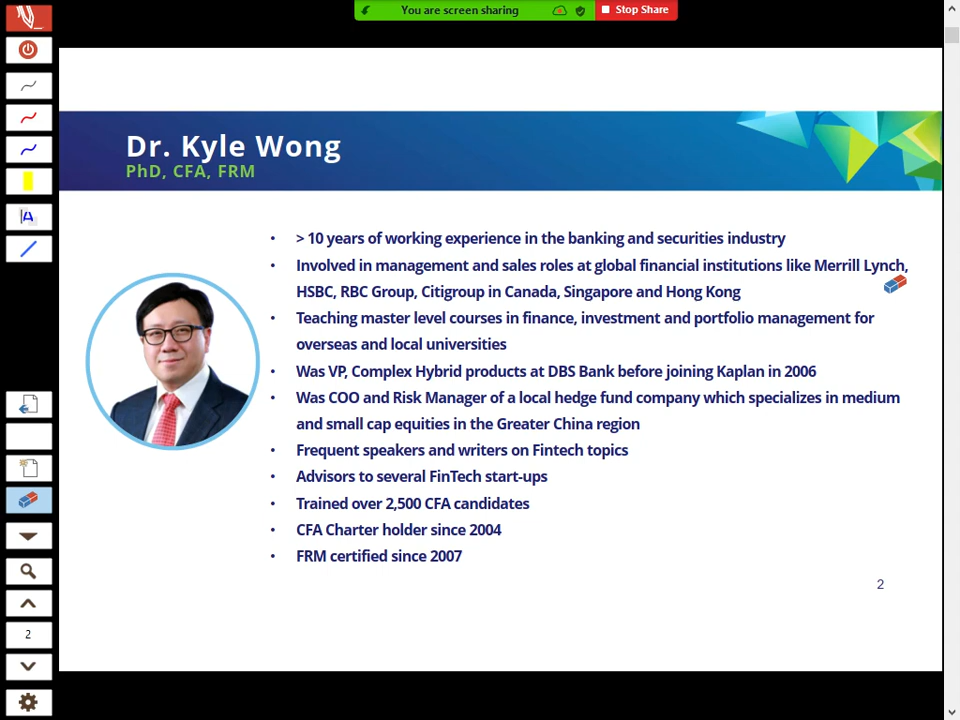 You are screen sharing
Stop Share
Dr. Kyle Wong
PhD, CFA, FRM
• > 10 years of working experience in the banking and securities industry
• Involved in management and sales roles at global financial institutions like Merrill Lynch,
HSBC, RBC Group, Citigroup in Canada, Singapore and Hong Kong
• Teaching master level courses in finance, investment and portfolio management for
overseas and local universities
• Was VP, Complex Hybrid products at DBS Bank before joining Kaplan in 2006
• Was COO and Risk Manager of a local hedge fund company which specializes in medium
and small cap equities in the Greater China region
• Frequent speakers and writers on Fintech topics
• Advisors to several FinTech start-ups
• Trained over 2,500 CFA candidates
• CFA Charter holder since 2004
• FRM certified since 2007
2
A
2